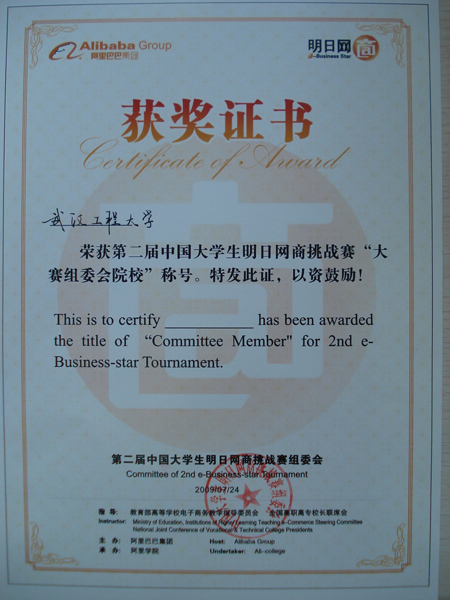 Alibaba Group
阿里巴巴集团
明日网商
e-Business Star
获奖证书
Certificate of Award
武汉工程大学
荣获第二届中国大学生明日网商挑战赛“大
赛组委会院校”称号。特发此证，以资鼓励！
This is to certify __________ has been awarded
the title of “Committee Member" for 2nd e-
Business-star Tournament.
第二届中国大学生明日网商挑战赛组委会
Committee of 2nd e-Business-star Tournament
2009/07/24
指导： 教育部高等学校电子商务教学指导委员会 全国高职高专校长联席会
Instructor: Ministry of Education, Institutions of Higher Learning Teaching e-Commerce Steering Committee
National Joint Conference of Vocational & Technical College Presidents
主办： 阿里巴巴集团 Host: Alibaba Group
承办： 阿里学院 Undertaker: Ali-college